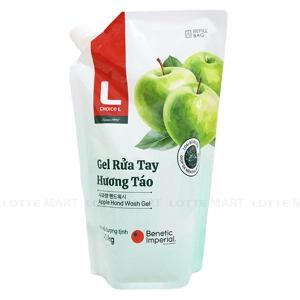 REFILL
BAG
L
CHOICE L
Gel Rửa Tay
Hương Táo
Apple Hand Wash Gel
Benetic
Imperial
LOTTE MART